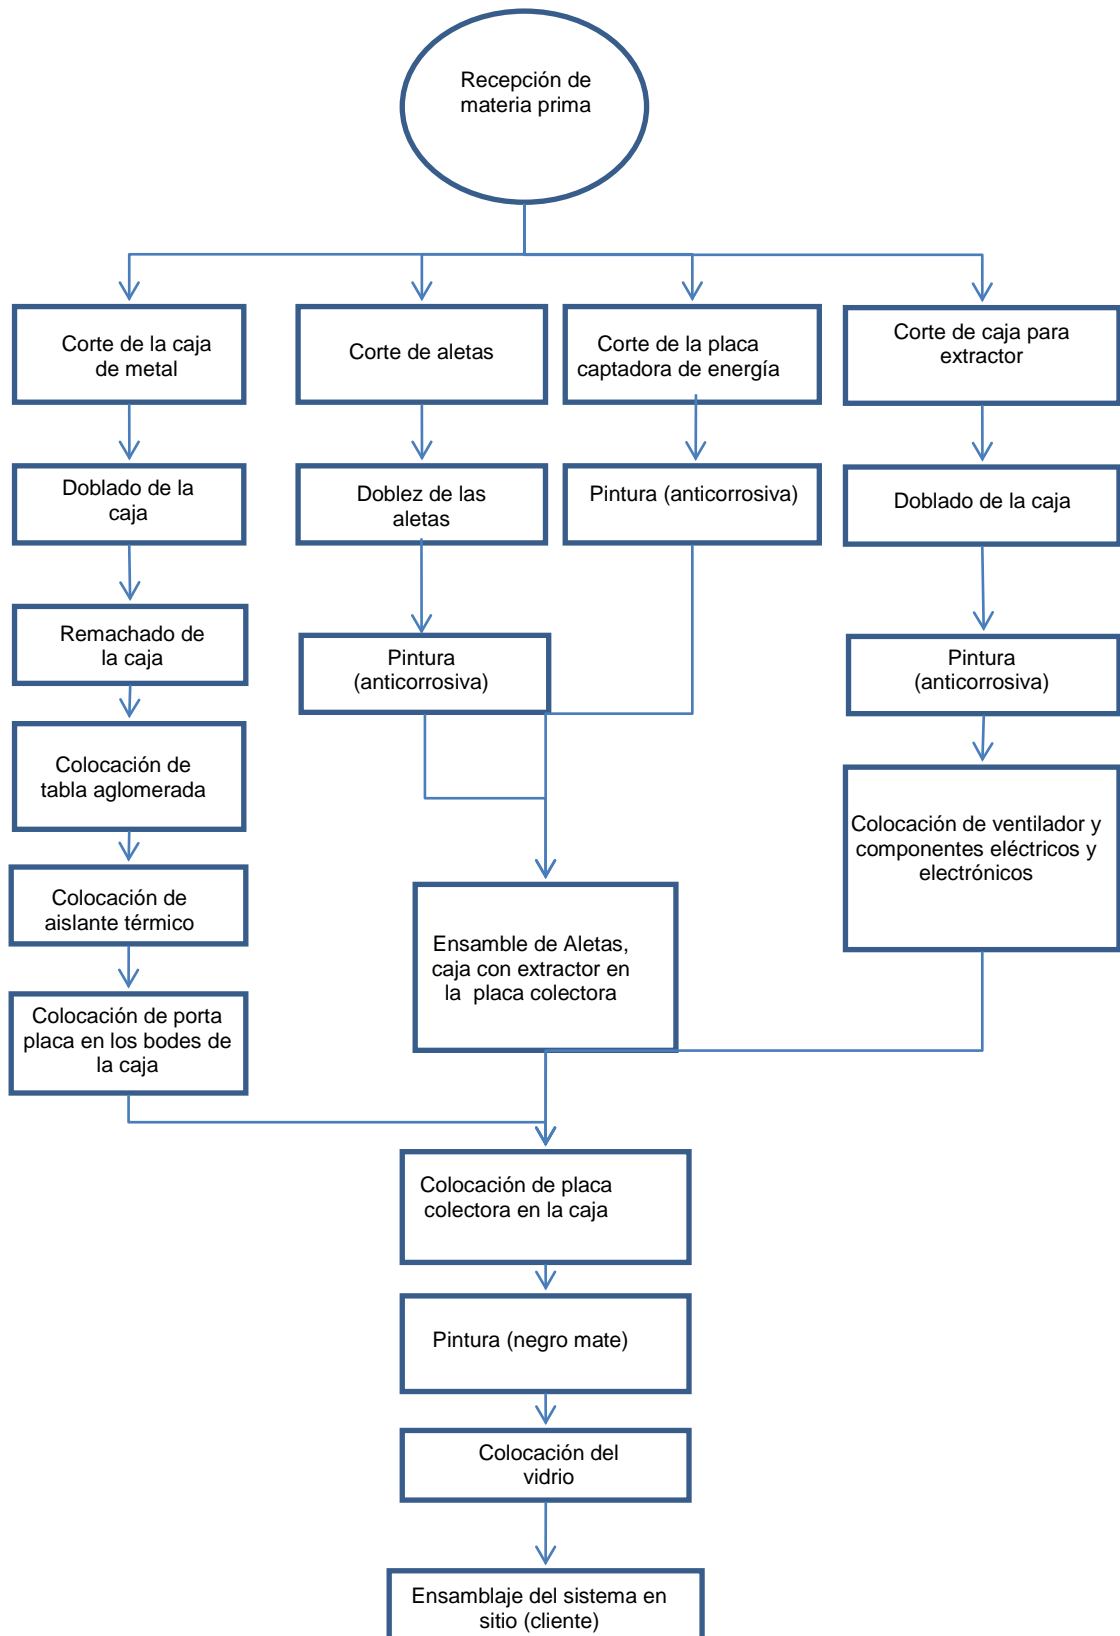 Recepción de
materia prima
Corte de la caja
de metal
Corte de aletas
Corte de la placa
captadora de energía
Corte de caja para
extractor
Doblado de la
caja
Doblez de las
aletas
Pintura (anticorrosiva)
Doblado de la caja
Remachado de
la caja
Pintura
(anticorrosiva)
Pintura
(anticorrosiva)
Colocación de
tabla aglomerada
Colocación de ventilador y
componentes eléctricos y
electrónicos
Colocación de
aislante térmico
Ensamble de Aletas,
caja con extractor en
la placa colectora
Colocación de porta
placa en los bodes de
la caja
Colocación de placa
colectora en la caja
Pintura (negro mate)
Colocación del
vidrio
Ensamblaje del sistema en
sitio (cliente)